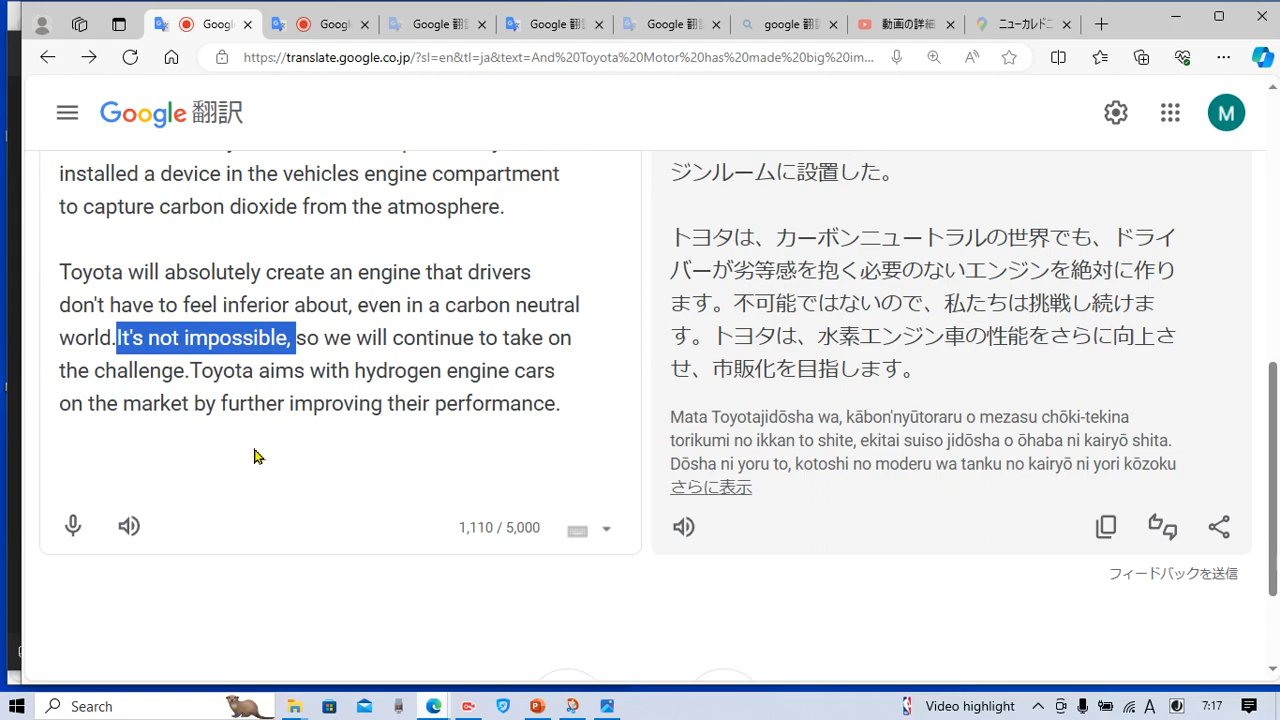 Googl
Googl
Google 翻
Google 翻
Google 翻
google 翻
動画の詳細
ニューカレドニ
https://translate.google.co.jp/?sl=en&tl=ja&text=And%20Toyota%20Motor%20has%20made%20big%20im...
Google 翻訳
M
installed a device in the vehicles engine compartment
to capture carbon dioxide from the atmosphere.
Toyota will absolutely create an engine that drivers
don't have to feel inferior about, even in a carbon neutral
world.It's not impossible, so we will continue to take on
the challenge.Toyota aims with hydrogen engine cars
on the market by further improving their performance.
1,110 / 5,000
ジンルームに設置した。
トヨタは、カーボンニュートラルの世界でも、ドライ
バーが劣等感を抱く必要のないエンジンを絶対に作り
ます。不可能ではないので、私たちは挑戦し続けま
す。トヨタは、水素エンジン車の性能をさらに向上さ
せ、市販化を目指します。
Mata Toyotajidōsha wa, kābon'nyūtoraru o mezasu chōki-tekina
torikumi no ikkan to shite, ekitai suiso jidōsha o ōhaba ni kairyō shita.
Dōsha ni yoru to, kotoshi no moderu wa tanku no kairyō ni yori kōzoku
さらに表示
フィードバックを送信
Search
Video highlight
A
7:17